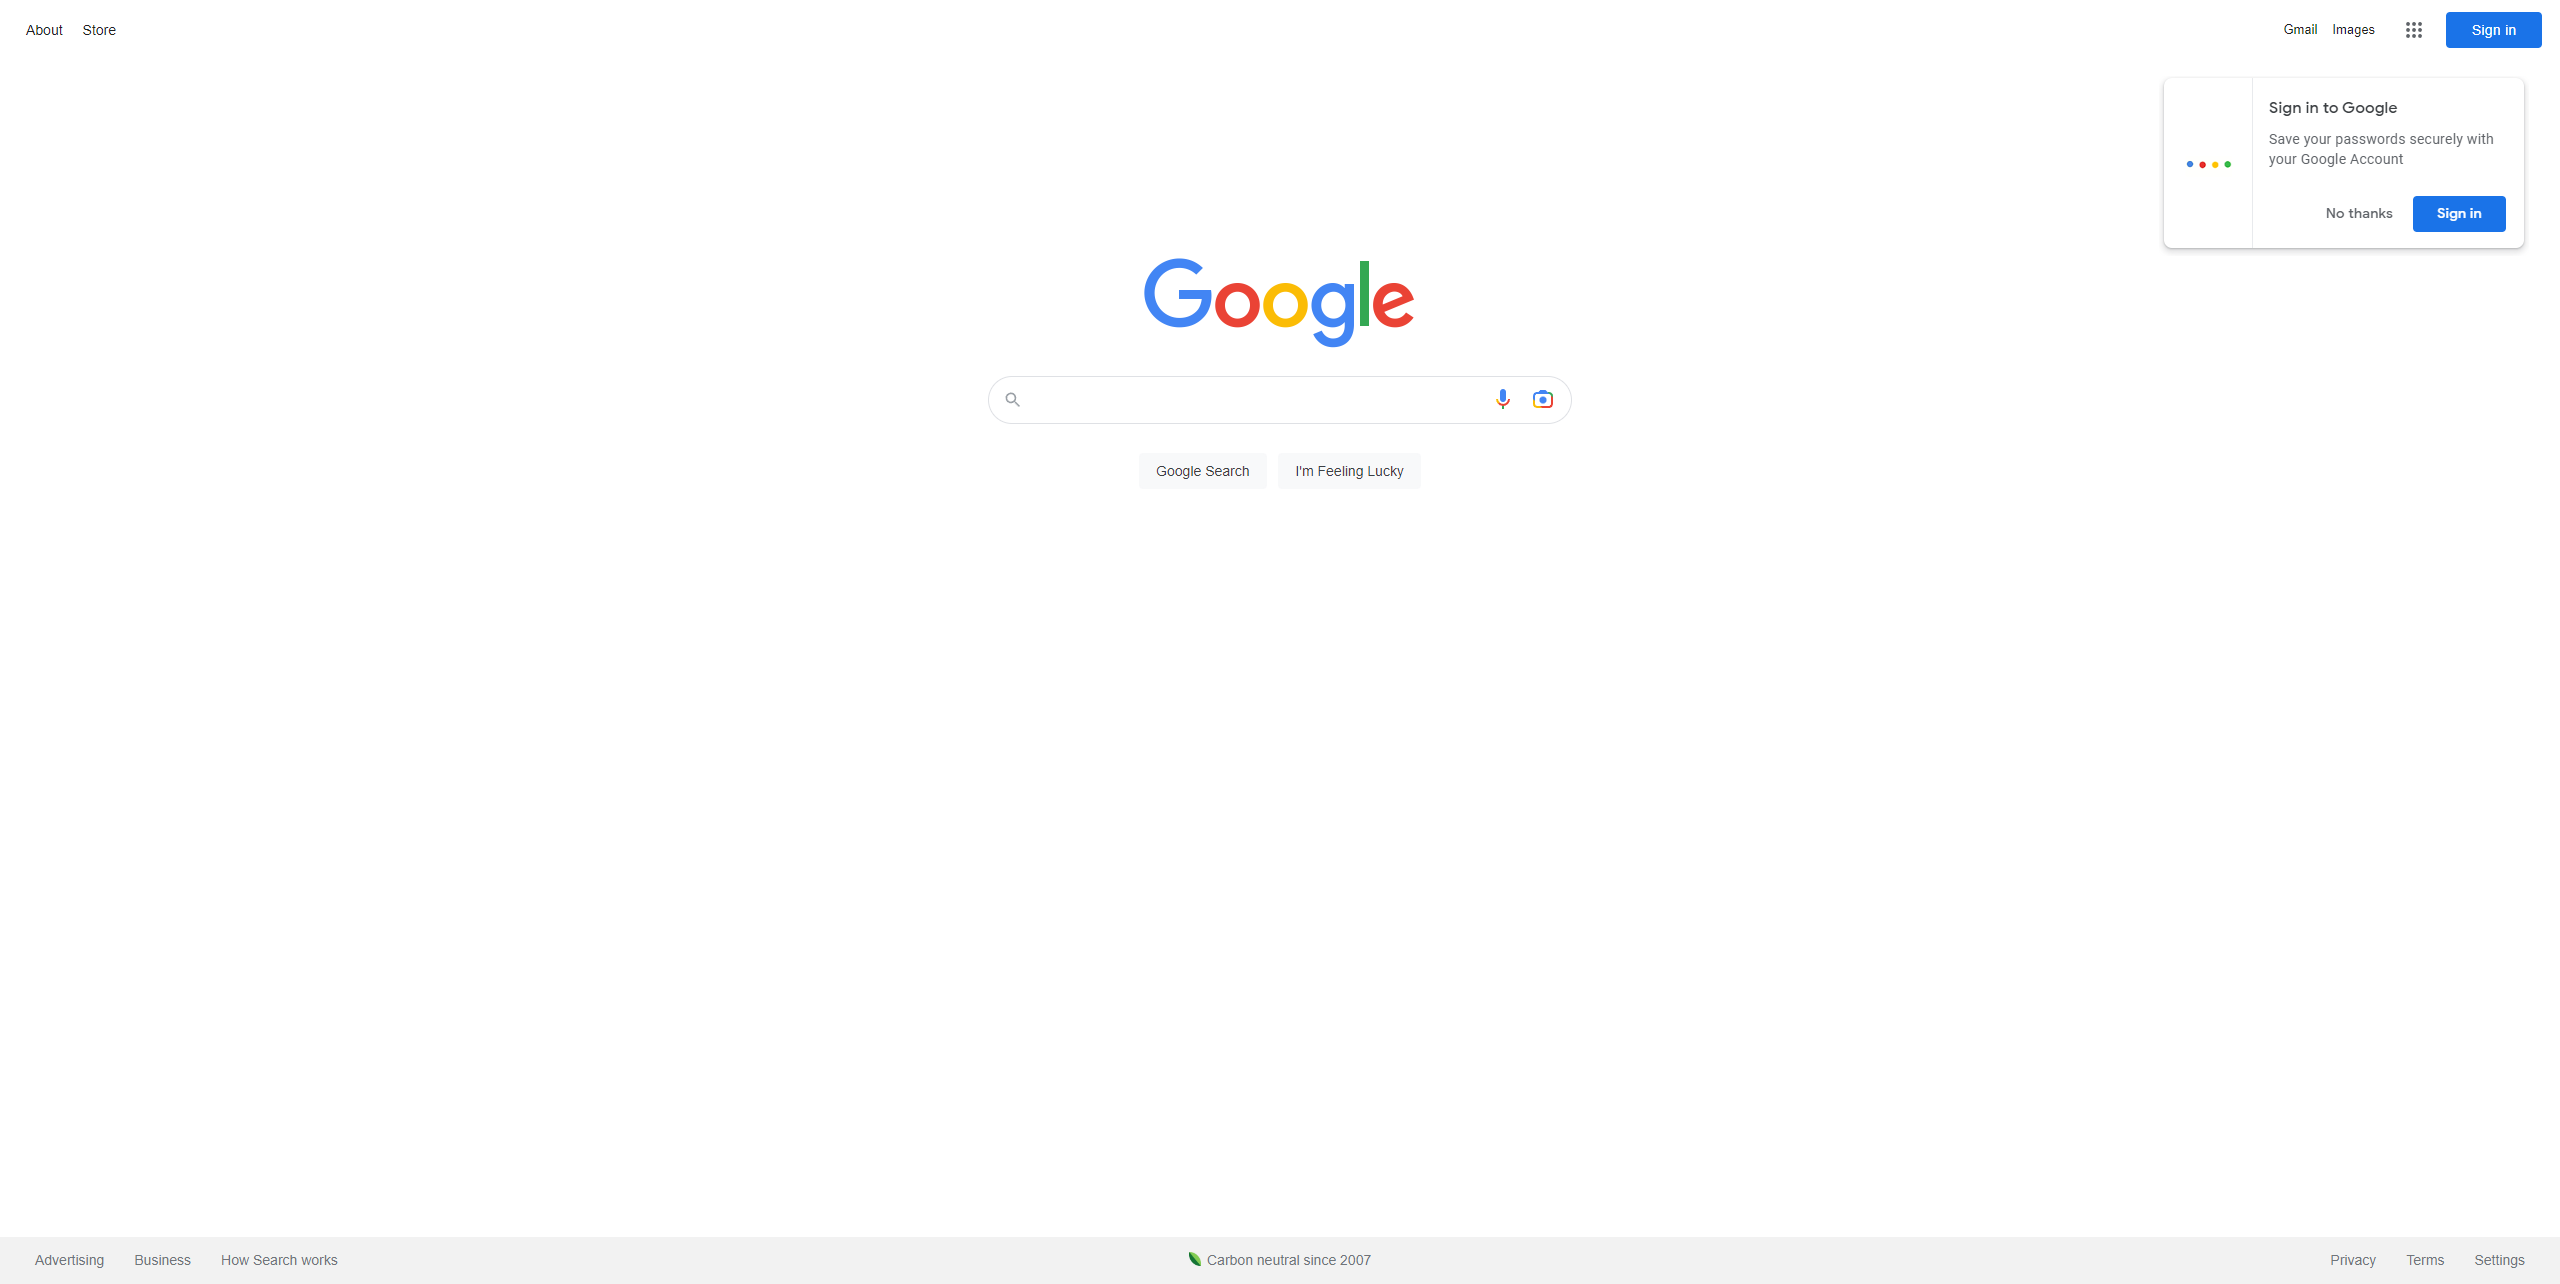 About Store
Gmail Images Sign in
Sign in to Google
Save your passwords securely with
your Google Account
No thanks Sign in
Google
Google Search I'm Feeling Lucky
Advertising Business How Search works Carbon neutral since 2007 Privacy Terms Settings